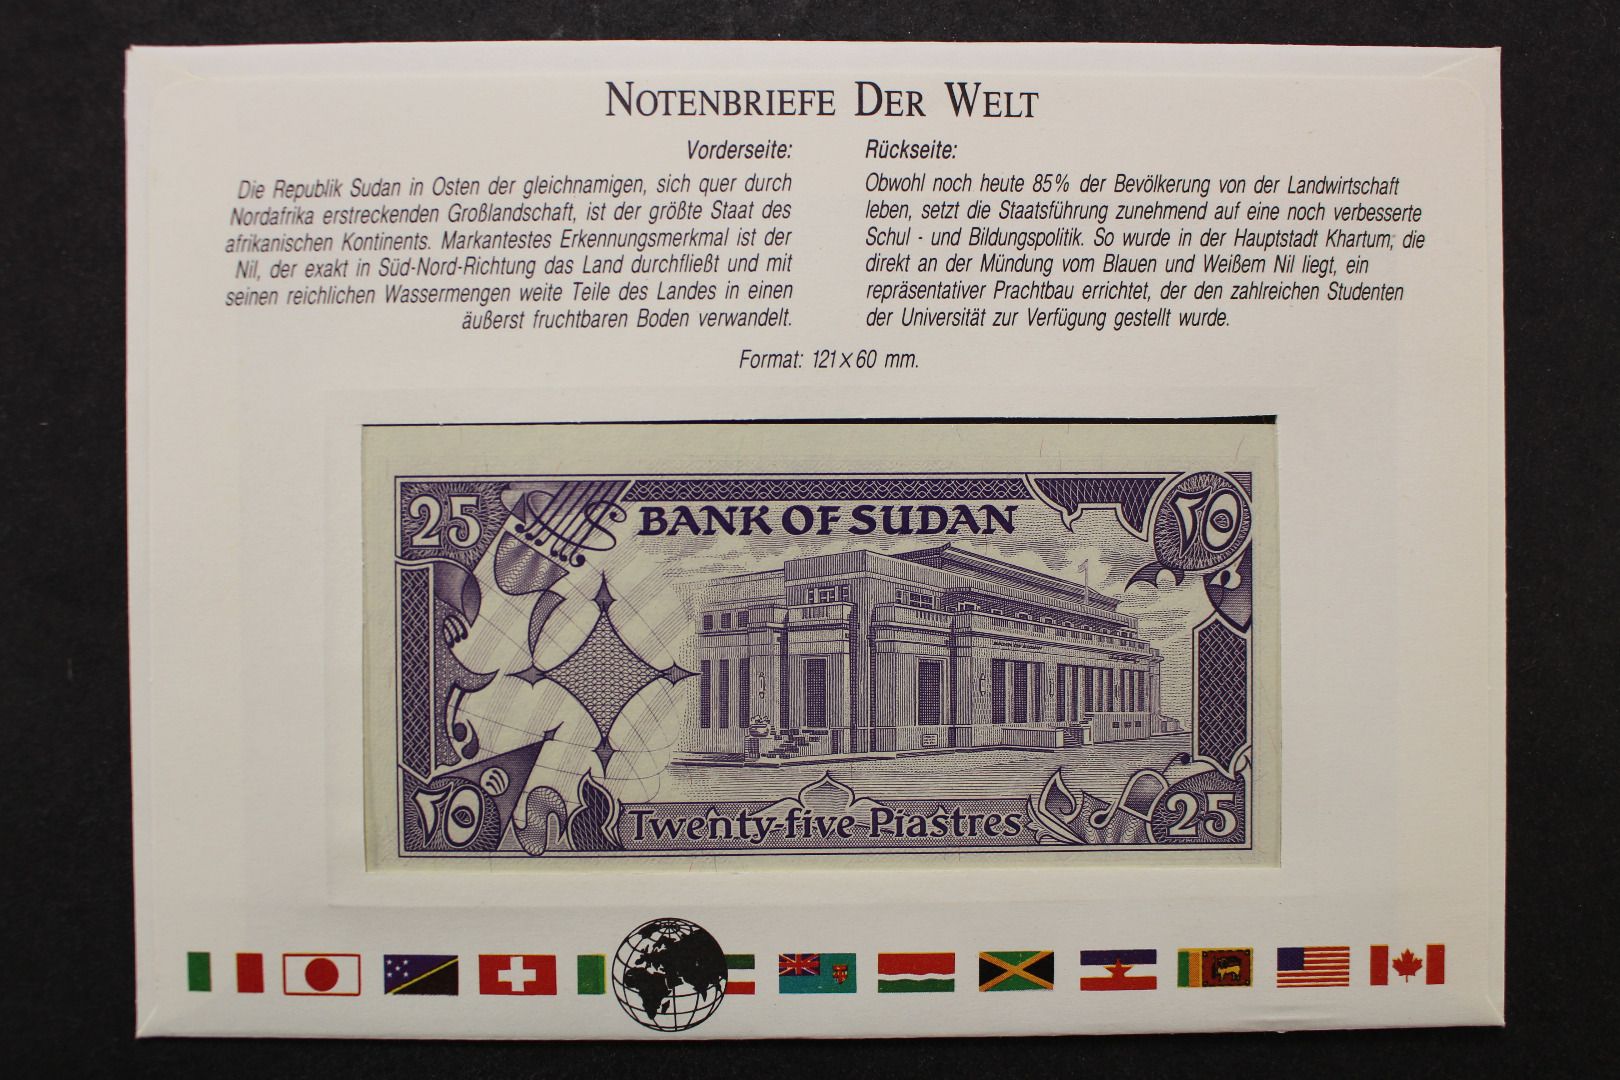 NOTENBRIEFE DER WELT
Vorderseite:
Die Republik Sudan in Osten der gleichnamigen, sich quer durch
Nordafrika erstreckenden Großlandschaft, ist der größte Staat des
afrikanischen Kontinents. Markantestes Erkennungsmerkmal ist der
Nil, der exakt in Süd-Nord-Richtung das Land durchfließt und mit
seinen reichlichen Wassermengen weite Teile des Landes in einen
äußerst fruchtbaren Boden verwandelt.
Rückseite:
Obwohl noch heute 85% der Bevölkerung von der Landwirtschaft
leben, setzt die Staatsführung zunehmend auf eine noch verbesserte
Schul - und Bildungspolitik. So wurde in der Hauptstadt Khartum, die
direkt an der Mündung vom Blauen und Weißem Nil liegt, ein
repräsentativer Prachtbau errichtet, der den zahlreichen Studenten
der Universität zur Verfügung gestellt wurde.
Format: 121×60 mm.
25
BANK OF SUDAN
٢٥
٢٥
Twenty-five Piastres
25